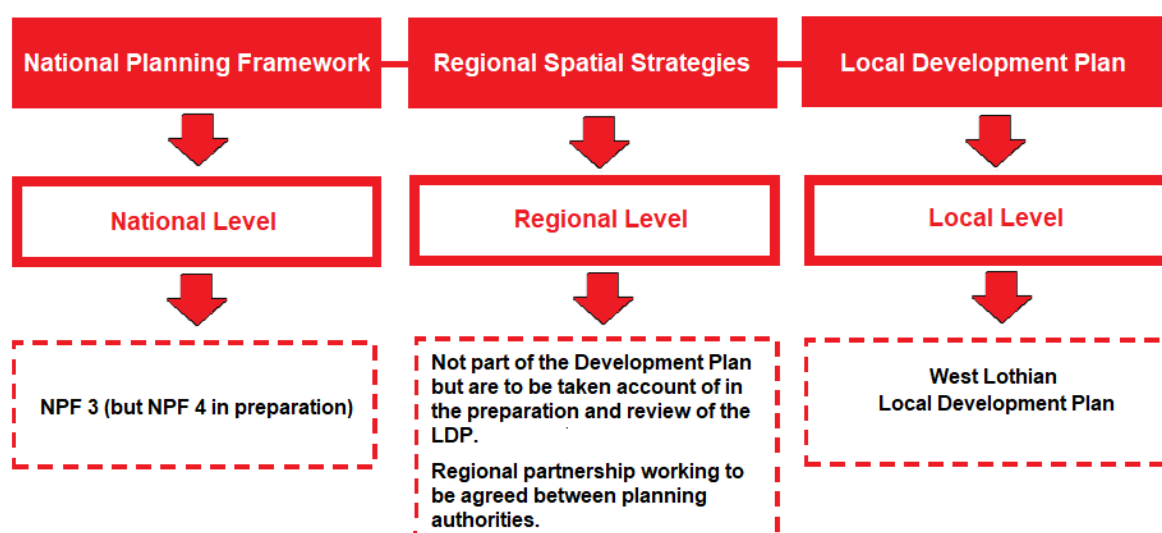 National Planning Framework
Regional Spatial Strategies
Local Development Plan
National Level
Regional Level
Local Level
NPF 3 (but NPF 4 in preparation)
Not part of the Development Plan
but are to be taken account of in
the preparation and review of the
LDP.
Regional partnership working to
be agreed between planning
authorities.
West Lothian
Local Development Plan